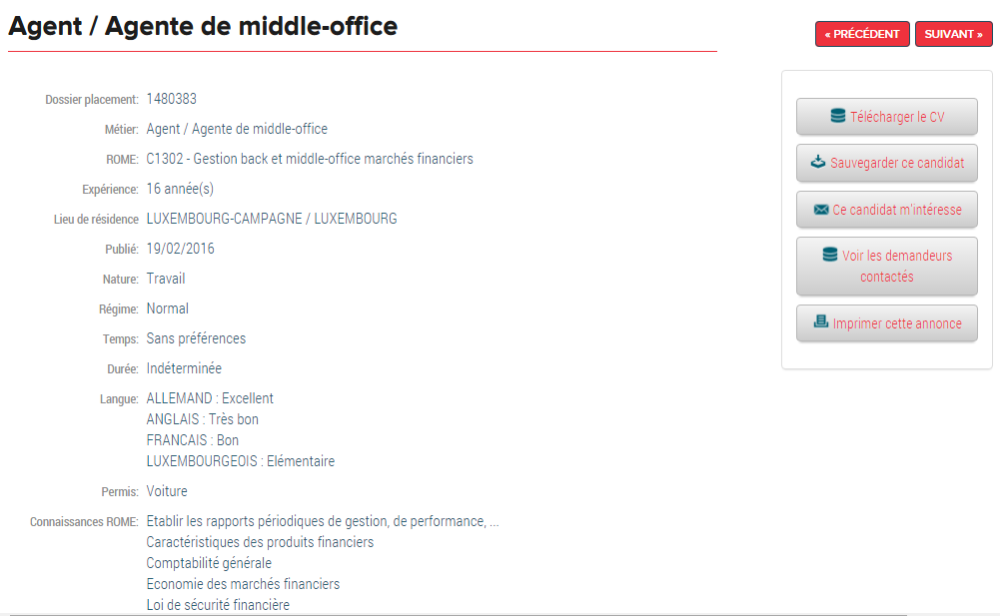 Agent / Agente de middle-office
« PRÉCÉDENT
SUIVANT »
Dossier placement: 1480383
Métier: Agent / Agente de middle-office
ROME: C1302 - Gestion back et middle-office marchés financiers
Expérience: 16 année(s)
Lieu de résidence LUXEMBOURG-CAMPAGNE / LUXEMBOURG
Publié: 19/02/2016
Nature: Travail
Régime: Normal
Temps: Sans préférences
Durée: Indéterminée
Langue: ALLEMAND : Excellent
ANGLAIS : Très bon
FRANCAIS : Bon
LUXEMBOURGEOIS : Elémentaire
Permis: Voiture
Connaissances ROME: Etablir les rapports périodiques de gestion, de performance, ...
Caractéristiques des produits financiers
Comptabilité générale
Economie des marchés financiers
Loi de sécurité financière
Télécharger le CV
Sauvegarder ce candidat
Ce candidat m'intéresse
Voir les demandeurs
contactés
Imprimer cette annonce